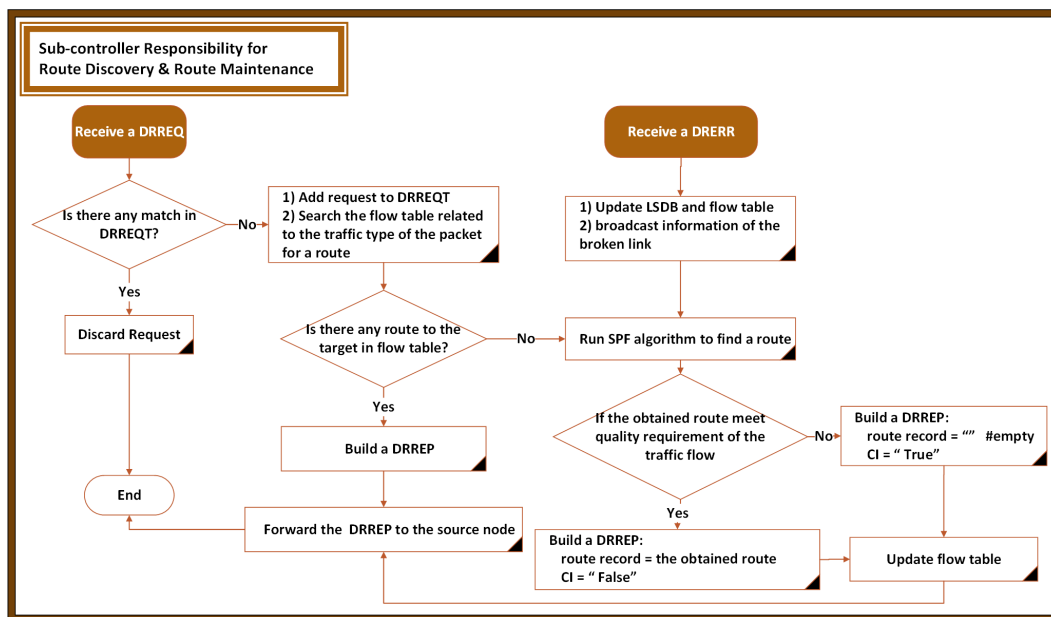 Sub-controller Responsibility for
Route Discovery & Route Maintenance
Receive a DRREQ
Receive a DRERR
Is there any match in
DRREQT?
No
1) Add request to DRREQT
2) Search the flow table related
to the traffic type of the packet
for a route
1) Update LSDB and flow table
2) broadcast information of the
broken link
Yes
Discard Request
Is there any route to the
target in flow table?
No
Run SPF algorithm to find a route
Yes
If the obtained route meet
quality requirement of the
traffic flow
No
Build a DRREP:
route record = “” #empty
CI = “ True”
Build a DRREP
End
Yes
Forward the DRREP to the source node
Build a DRREP:
route record = the obtained route
CI = “ False”
Update flow table